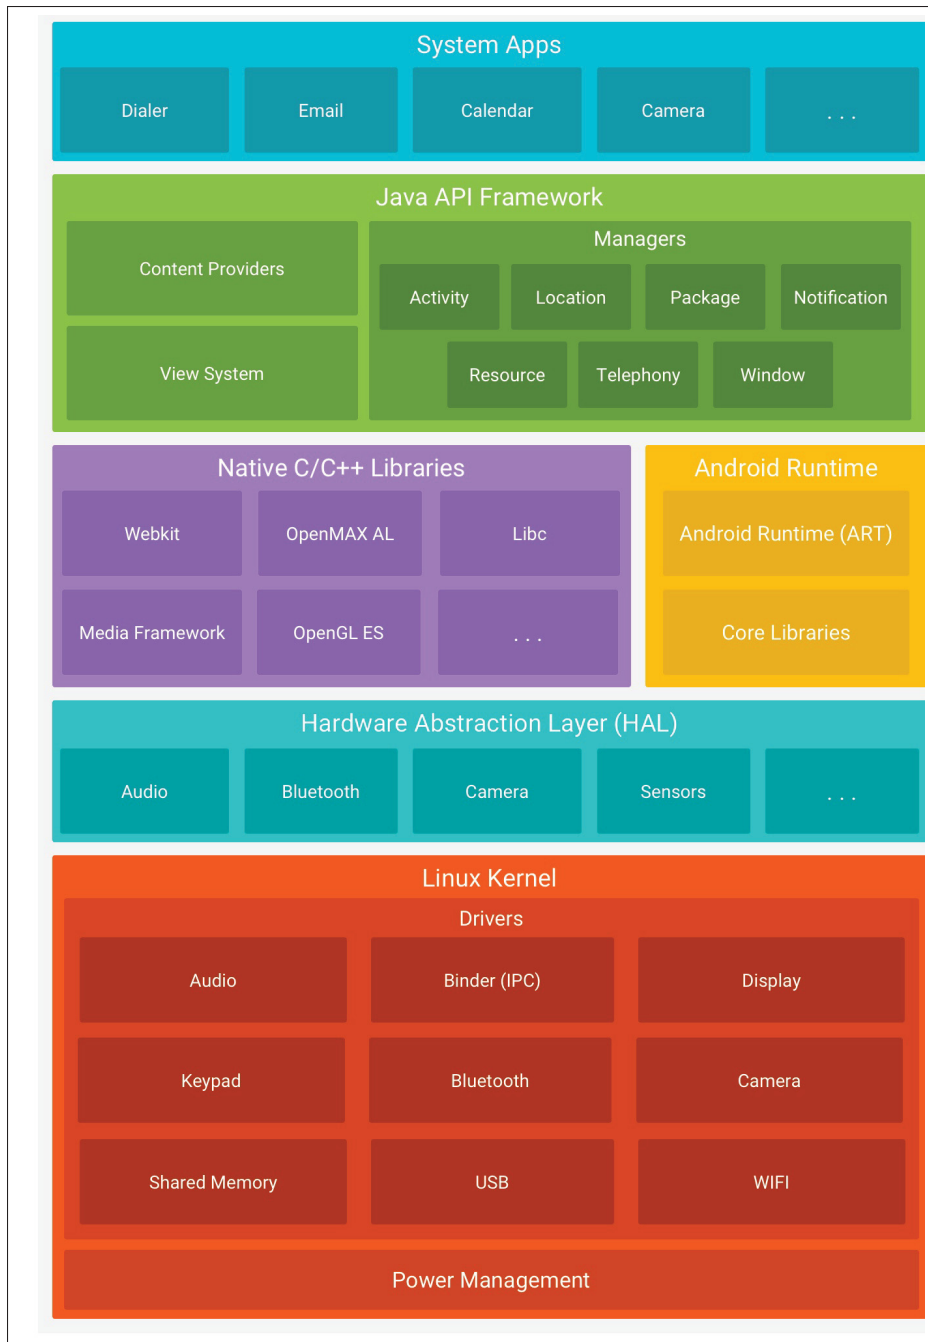 System Apps
Dialer Email Calendar Camera . . .
Java API Framework
Content Providers
View System
Managers
Activity Location Package Notification
Resource Telephony Window
Native C/C++ Libraries
Webkit OpenMAX AL Libc
Media Framework OpenGL ES . . .
Android Runtime
Android Runtime (ART)
Core Libraries
Hardware Abstraction Layer (HAL)
Audio Bluetooth Camera Sensors . . .
Linux Kernel
Drivers
Audio Binder (IPC) Display
Keypad Bluetooth Camera
Shared Memory USB WIFI
Power Management